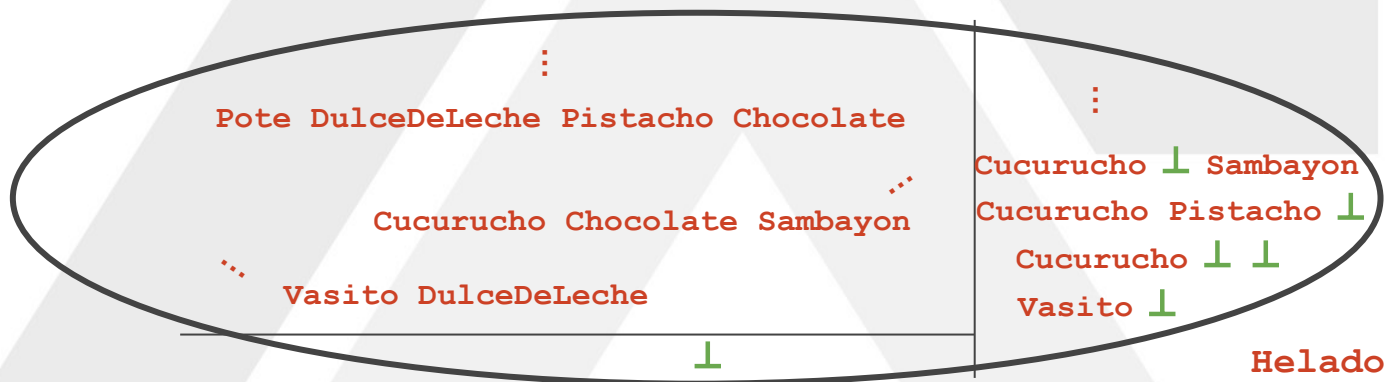 ⋮
Pote DulceDeLeche Pistacho Chocolate
⋮
Cucurucho ⊥ Sambayon
...
Cucurucho Pistacho ⊥
Cucurucho Chocolate Sambayon
Cucurucho ⊥ ⊥
...
Vasito DulceDeLeche
Vasito ⊥
⊥
Helado